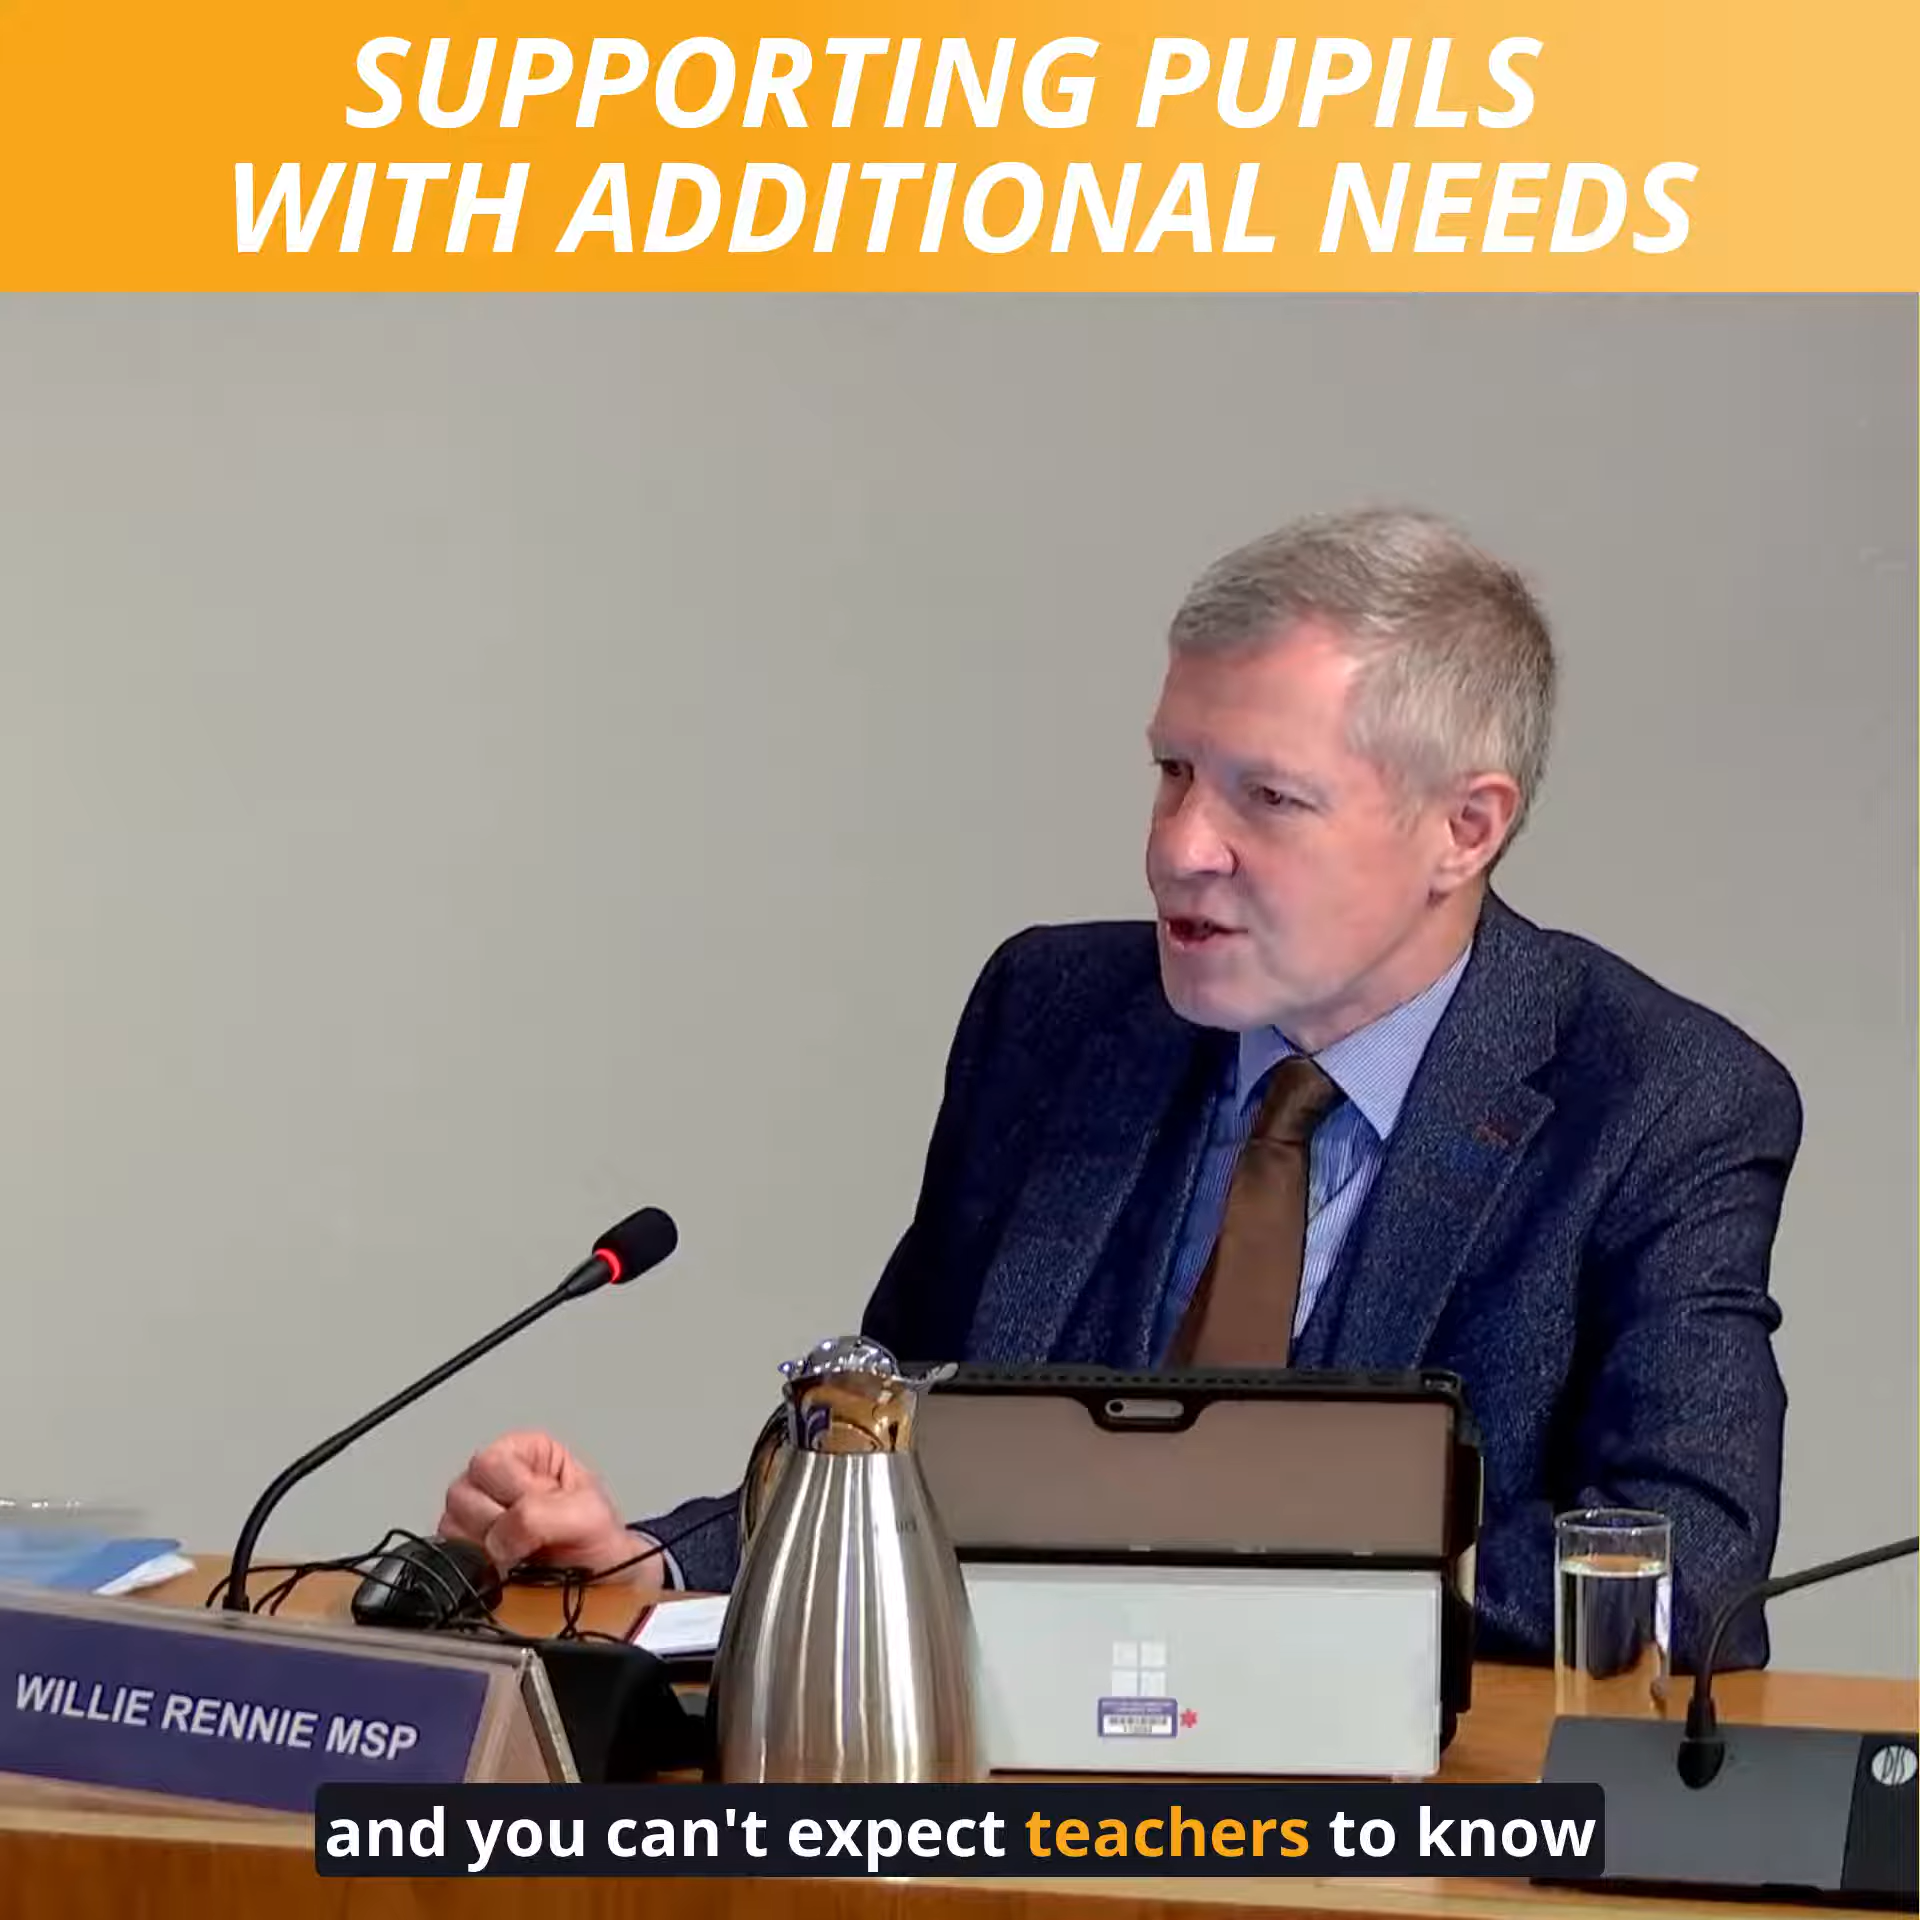 SUPPORTING PUPILS
WITH ADDITIONAL NEEDS
WILLIE RENNIE MSP
and you can't expect teachers to know